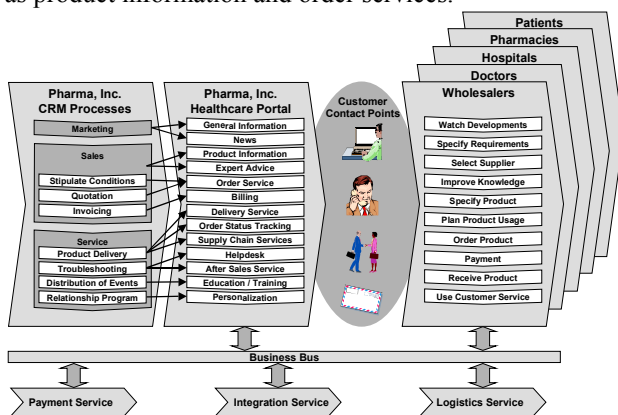 as product information and order services.
Patients
Pharmacies
Hospitals
Doctors
Wholesalers
Pharma, Inc.
CRM Processes
Marketing
Sales
Stipulate Conditions
Quotation
Invoicing
Service
Product Delivery
Troubleshooting
Distribution of Events
Relationship Program
Pharma, Inc.
Healthcare Portal
General Information
News
Product Information
Expert Advice
Order Service
Billing
Delivery Service
Order Status Tracking
Supply Chain Services
Helpdesk
After Sales Service
Education / Training
Personalization
Customer
Contact Points
Watch Developments
Specify Requirements
Select Supplier
Improve Knowledge
Specify Product
Plan Product Usage
Order Product
Payment
Receive Product
Use Customer Service
Business Bus
Payment Service
Integration Service
Logistics Service